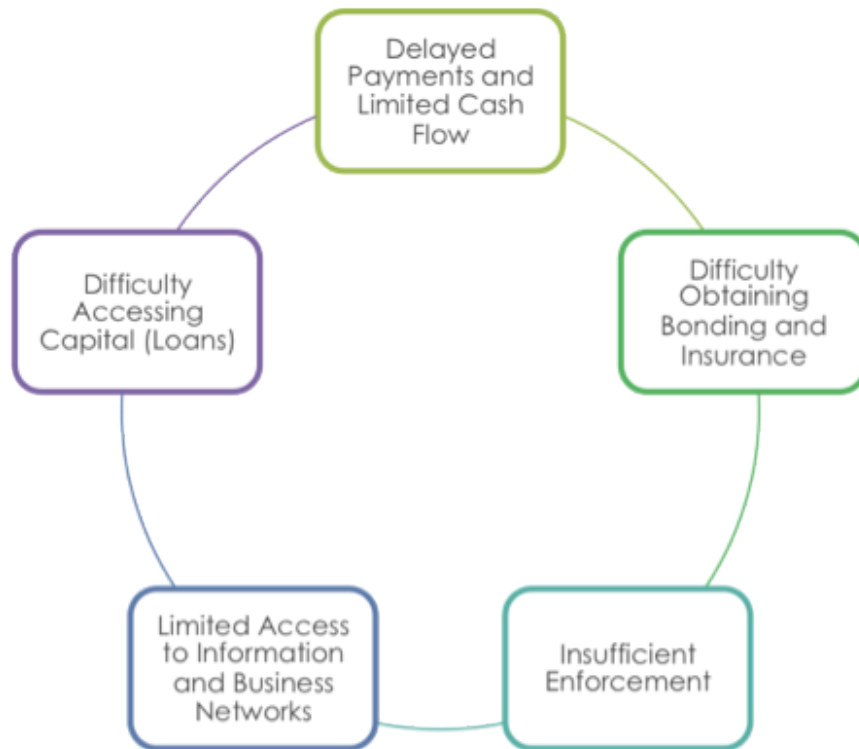 Delayed
Payments and
Limited Cash
Flow
Difficulty
Obtaining
Bonding and
Insurance
Insufficient
Enforcement
Limited Access
to Information
and Business
Networks
Difficulty
Accessing
Capital (Loans)